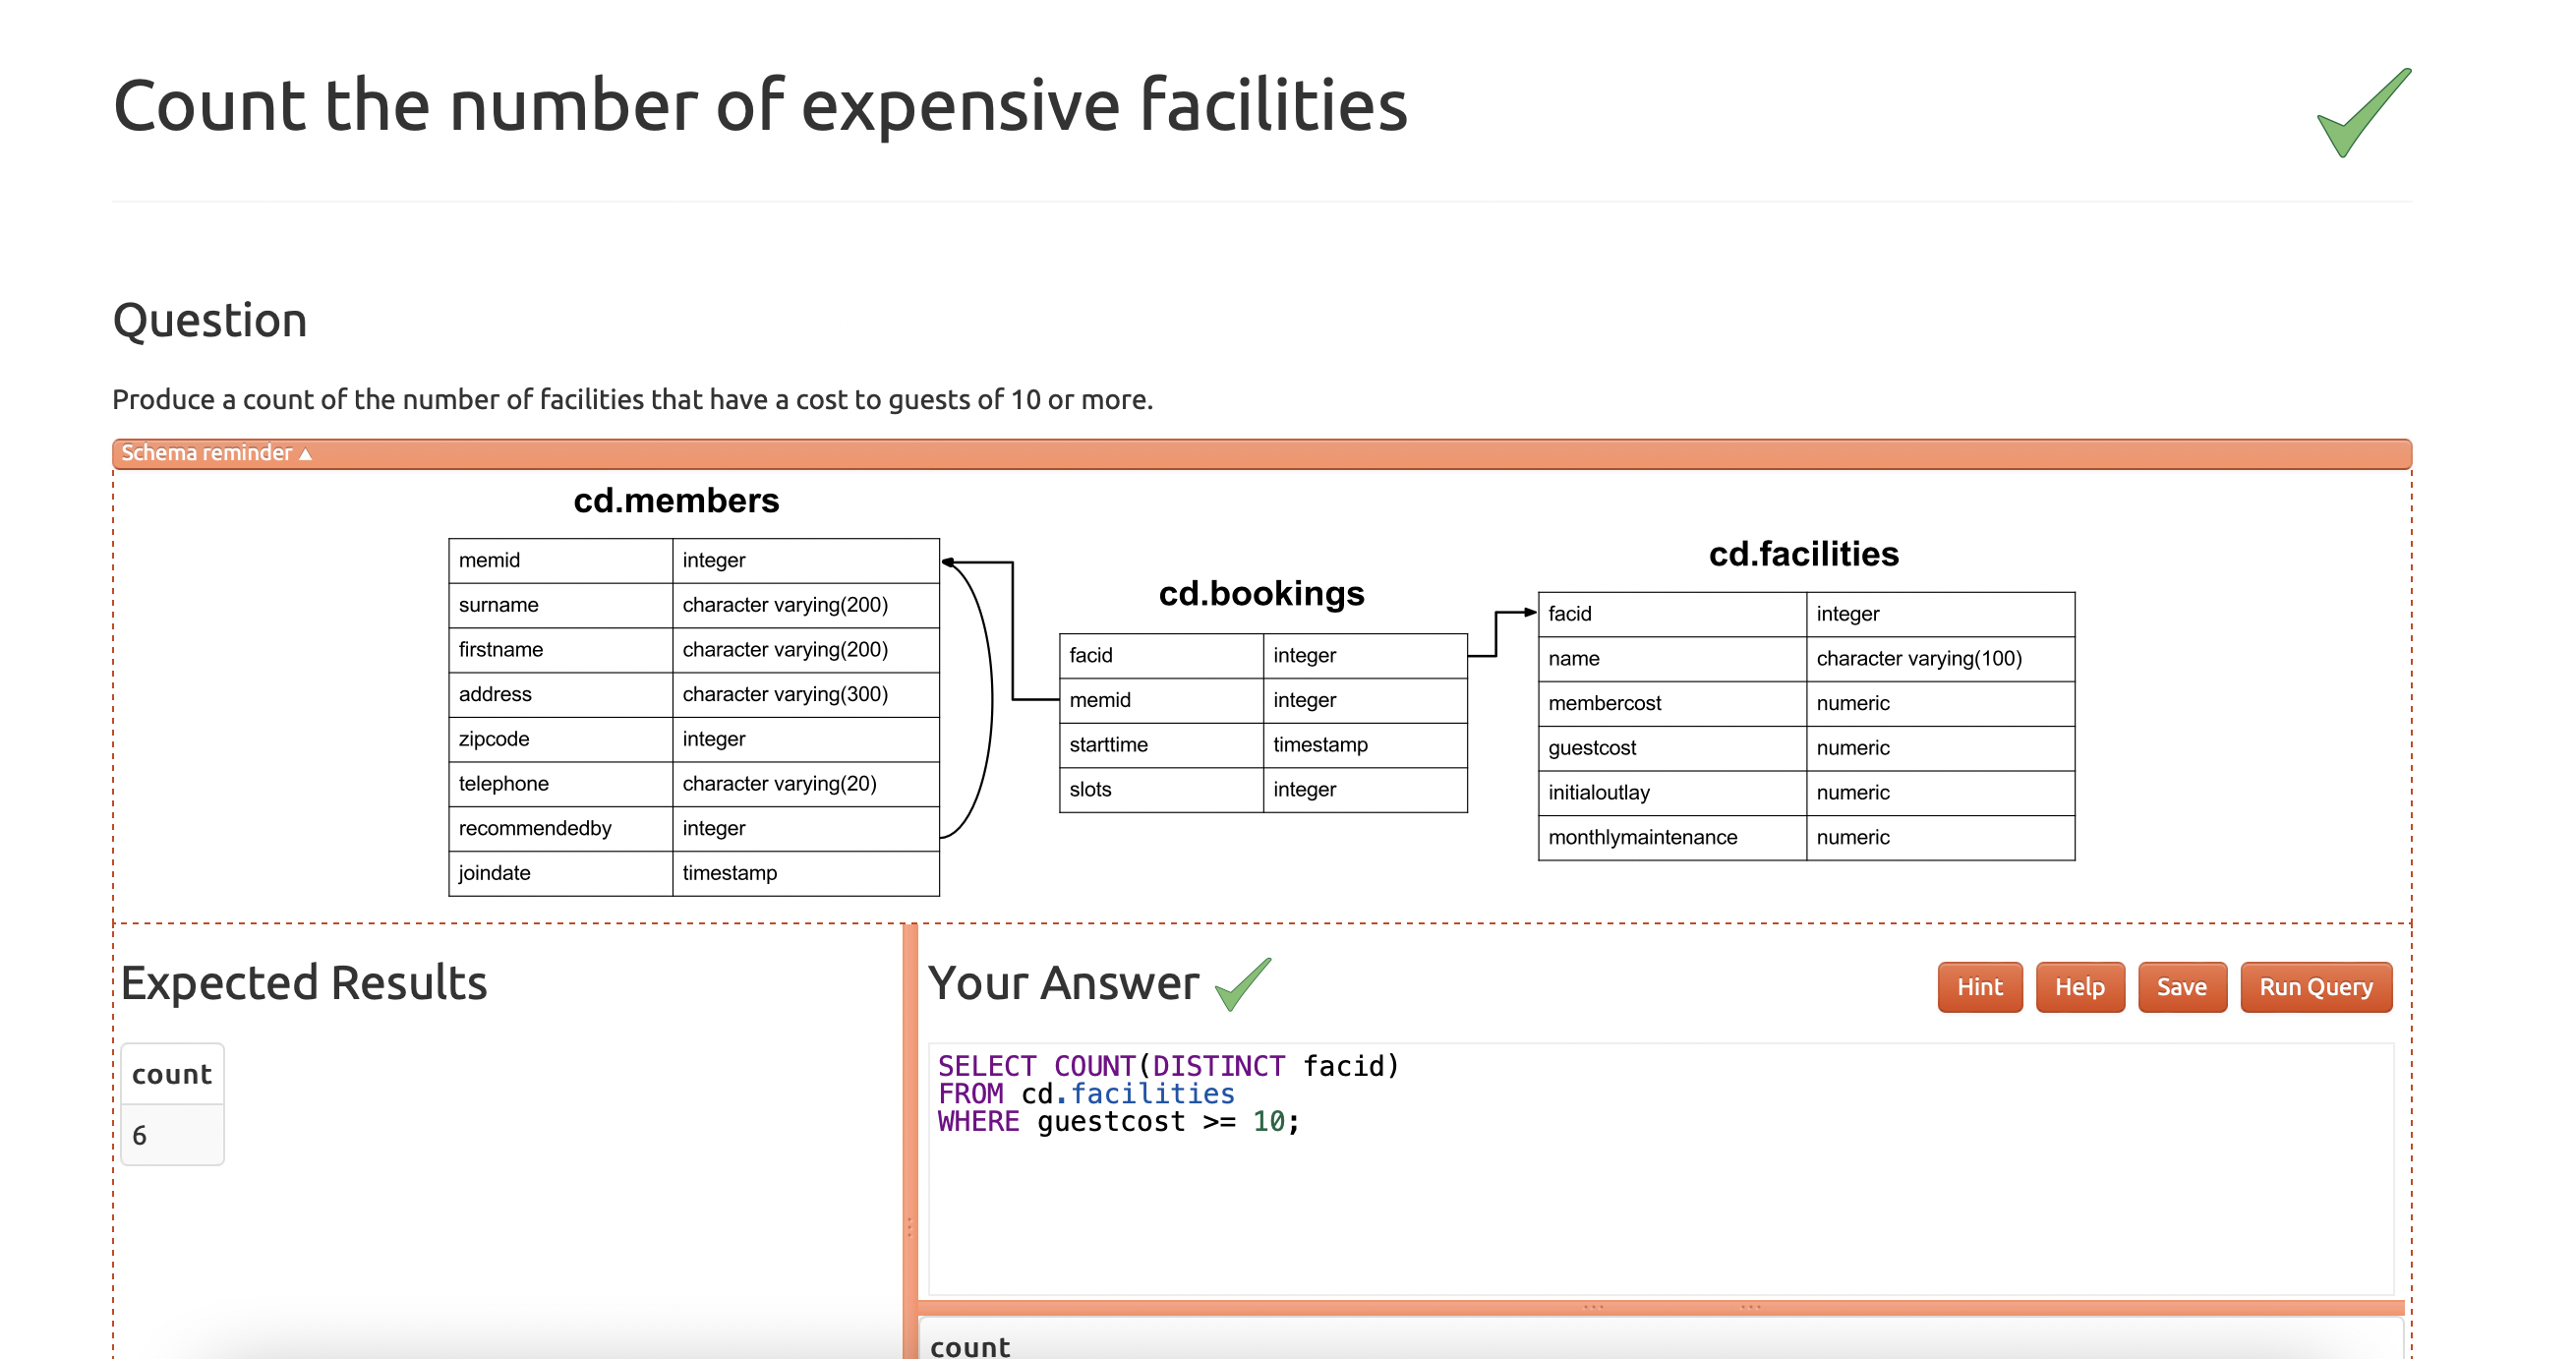 Count the number of expensive facilities
Question
Produce a count of the number of facilities that have a cost to guests of 10 or more.
Schema reminder ▲
cd.members
memid integer
surname character varying(200)
firstname character varying(200)
address character varying(300)
zipcode integer
telephone character varying(20)
recommendedby integer
joindate timestamp
cd.bookings
facid integer
memid integer
starttime timestamp
slots integer
cd.facilities
facid integer
name character varying(100)
membercost numeric
guestcost numeric
initialoutlay numeric
monthlymaintenance numeric
Expected Results
count
6
Your Answer
Hint Help Save Run Query
SELECT COUNT(DISTINCT facid)
FROM cd.facilities
WHERE guestcost >= 10;
count